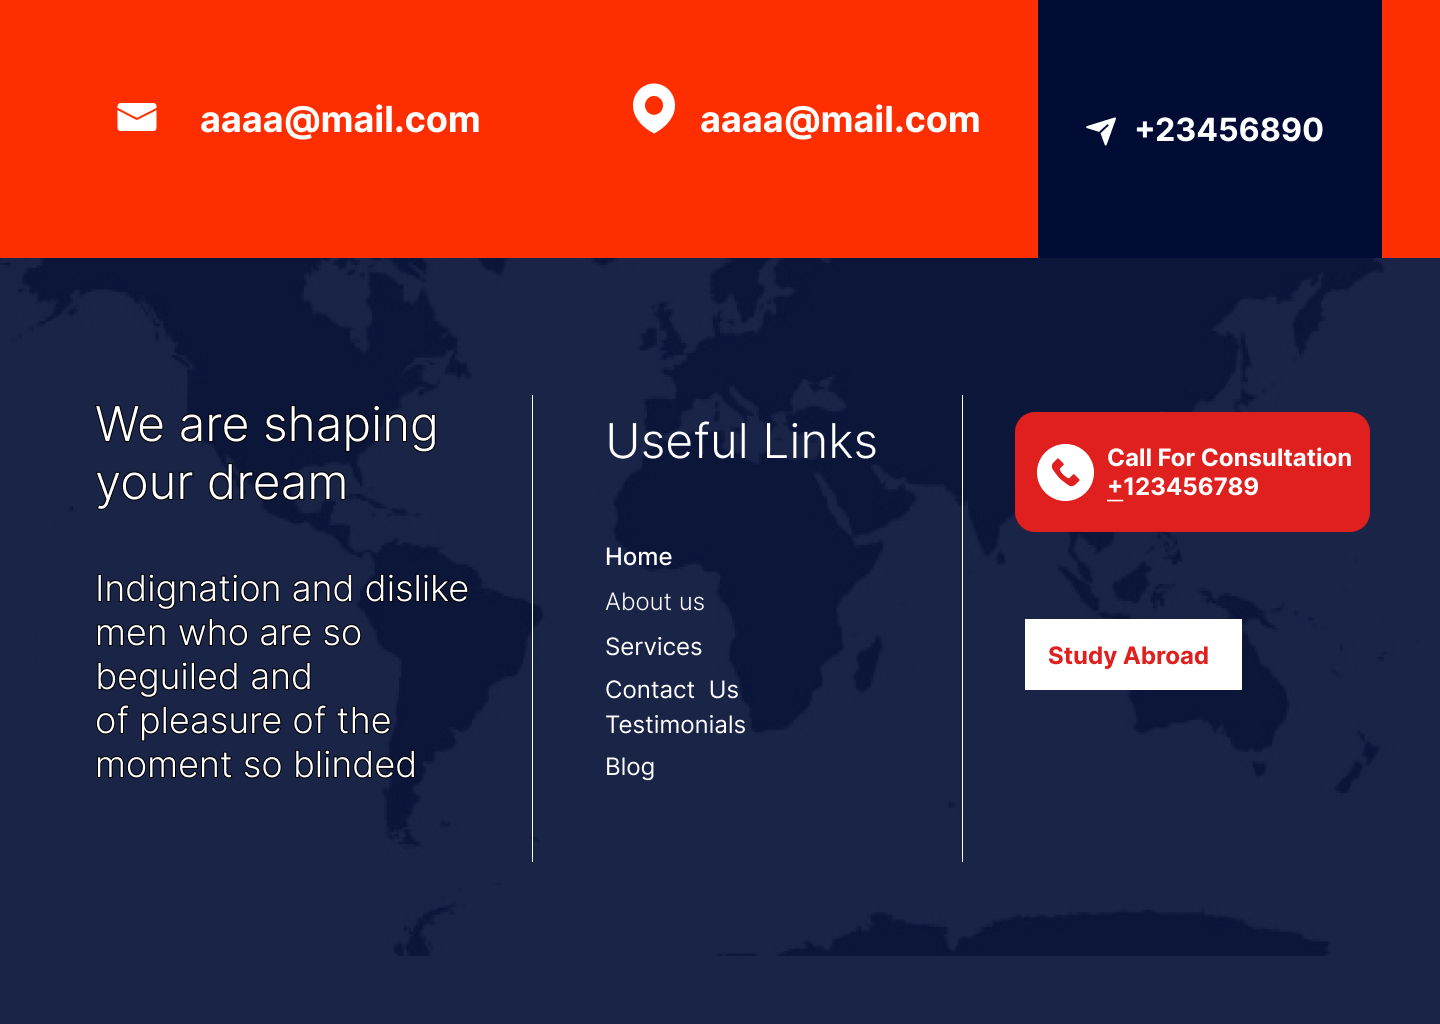 aaaa@mail.com
aaaa@mail.com
+23456890
We are shaping
your dream
Indignation and dislike
men who are so
beguiled and
of pleasure of the
moment so blinded
Useful Links
Home
About us
Services
Contact  Us
Testimonials
Blog
Call For Consultation
+123456789
Study Abroad